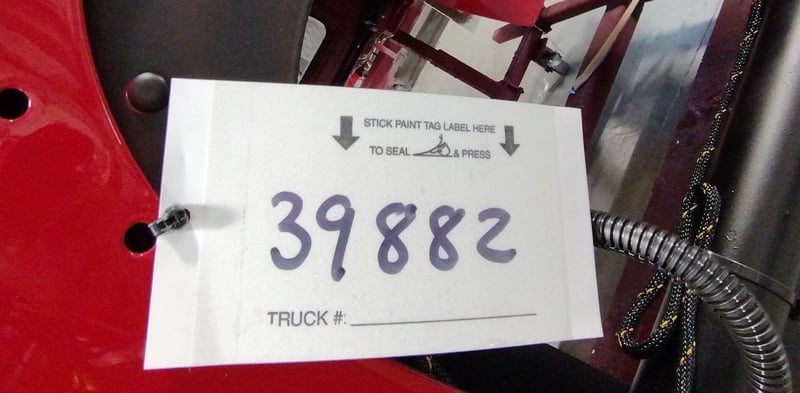 STICK PAINT TAG LABEL HERE
TO SEAL & PRESS
39882
TRUCK #: